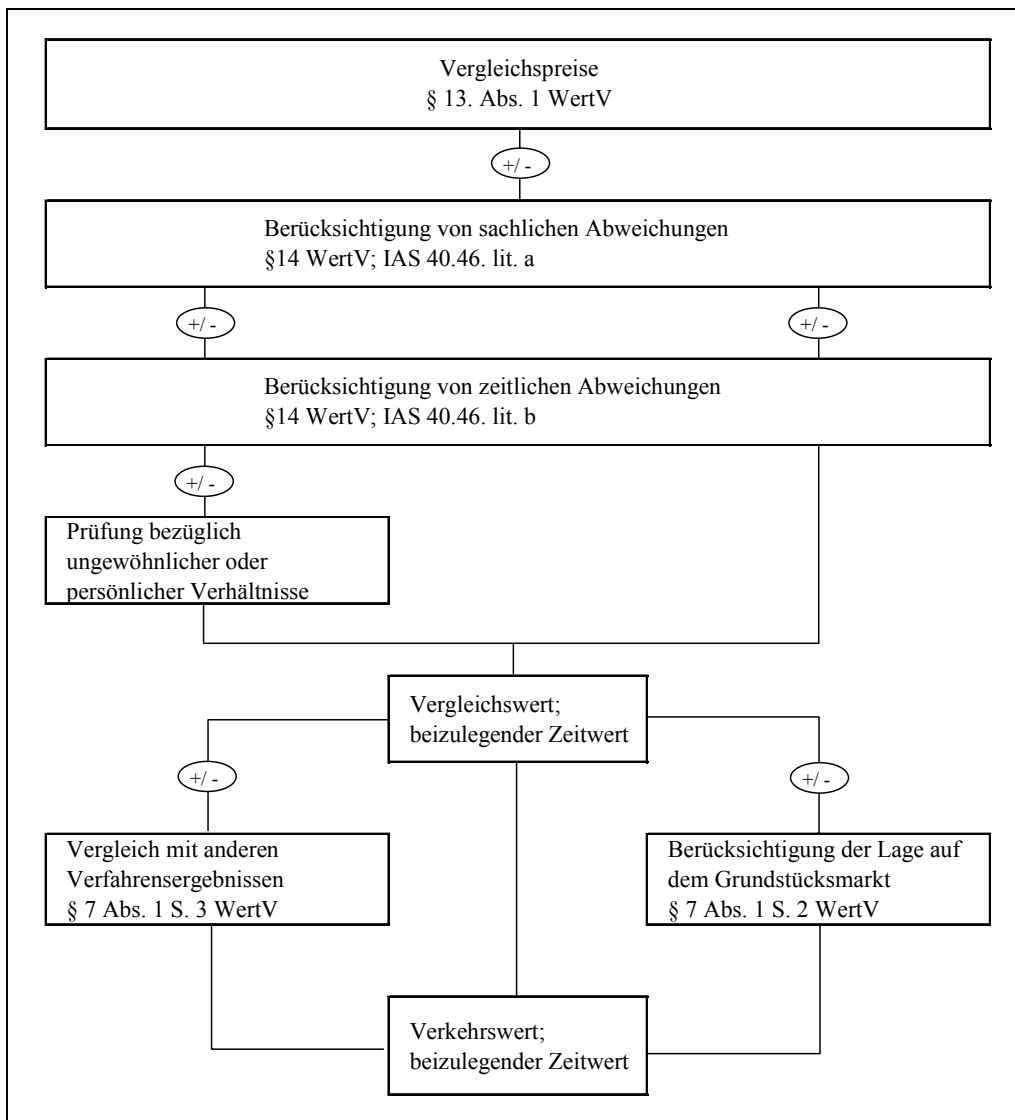 Vergleichspreise
§ 13. Abs. 1 WertV
+/ -
Berücksichtigung von sachlichen Abweichungen
§14 WertV; IAS 40.46. lit. a
+/ -
+/ -
Berücksichtigung von zeitlichen Abweichungen
§14 WertV; IAS 40.46. lit. b
+/ -
Prüfung bezüglich
ungewöhnlicher oder
persönlicher Verhältnisse
Vergleichswert;
beizulegender Zeitwert
+/ -
+/ -
Vergleich mit anderen
Verfahrensergebnissen
§ 7 Abs. 1 S. 3 WertV
Berücksichtigung der Lage auf
dem Grundstücksmarkt
§ 7 Abs. 1 S. 2 WertV
Verkehrswert;
beizulegender Zeitwert